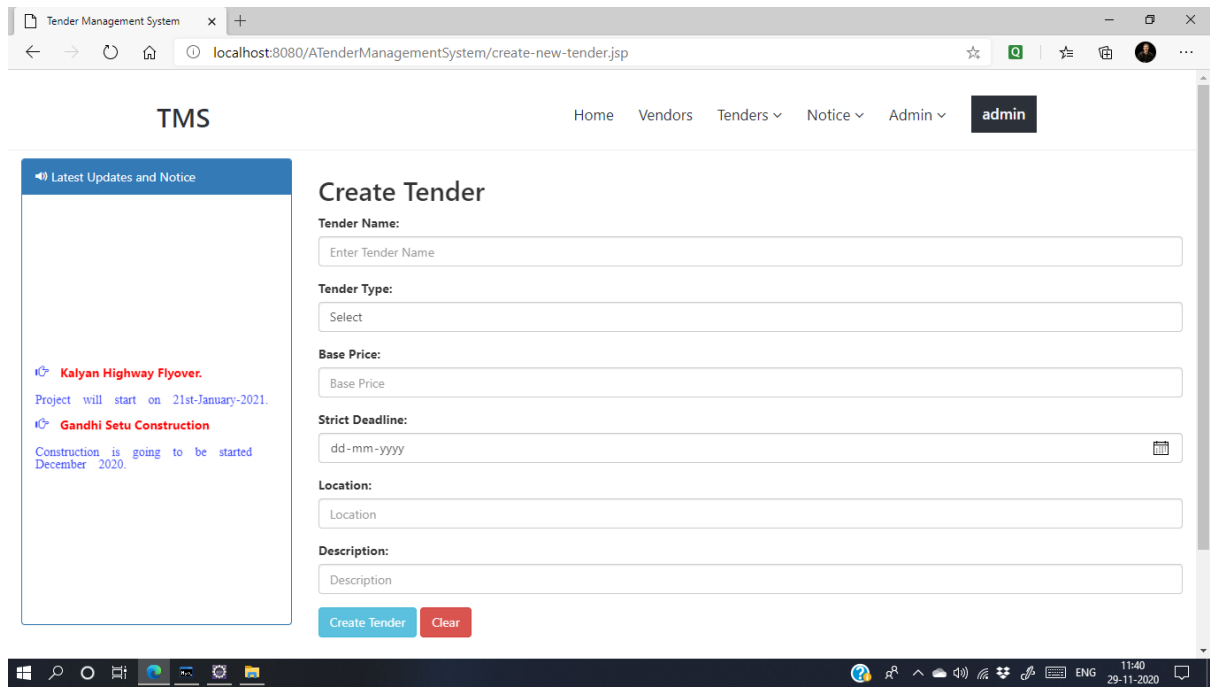 Tender Management System
localhost:8080/ATenderManagementSystem/create-new-tender.jsp
Q
TMS
Home Vendors Tenders Notice Admin admin
Latest Updates and Notice
Kalyan Highway Flyover.
Project will start on 21st-January-2021.
Gandhi Setu Construction
Construction is going to be started
December 2020.
Create Tender
Tender Name:
Enter Tender Name
Tender Type:
Select
Base Price:
Base Price
Strict Deadline:
dd-mm-yyyy
Location:
Location
Description:
Description
Create Tender Clear
ENG
11:40
29-11-2020